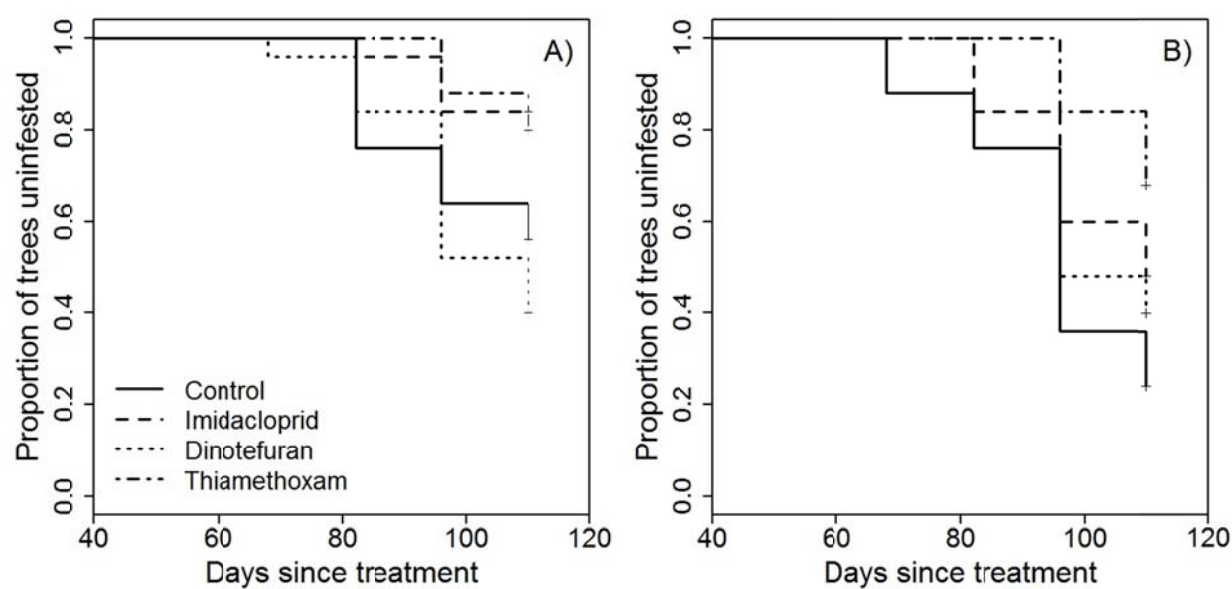 A)
Proportion of trees uninfested
1.0
0.8
0.6
0.4
0.2
0.0
Control
Imidacloprid
Dinotefuran
Thiamethoxam
40 60 80 100 120
Days since treatment
B)
Proportion of trees uninfested
1.0
0.8
0.6
0.4
0.2
0.0
40 60 80 100 120
Days since treatment